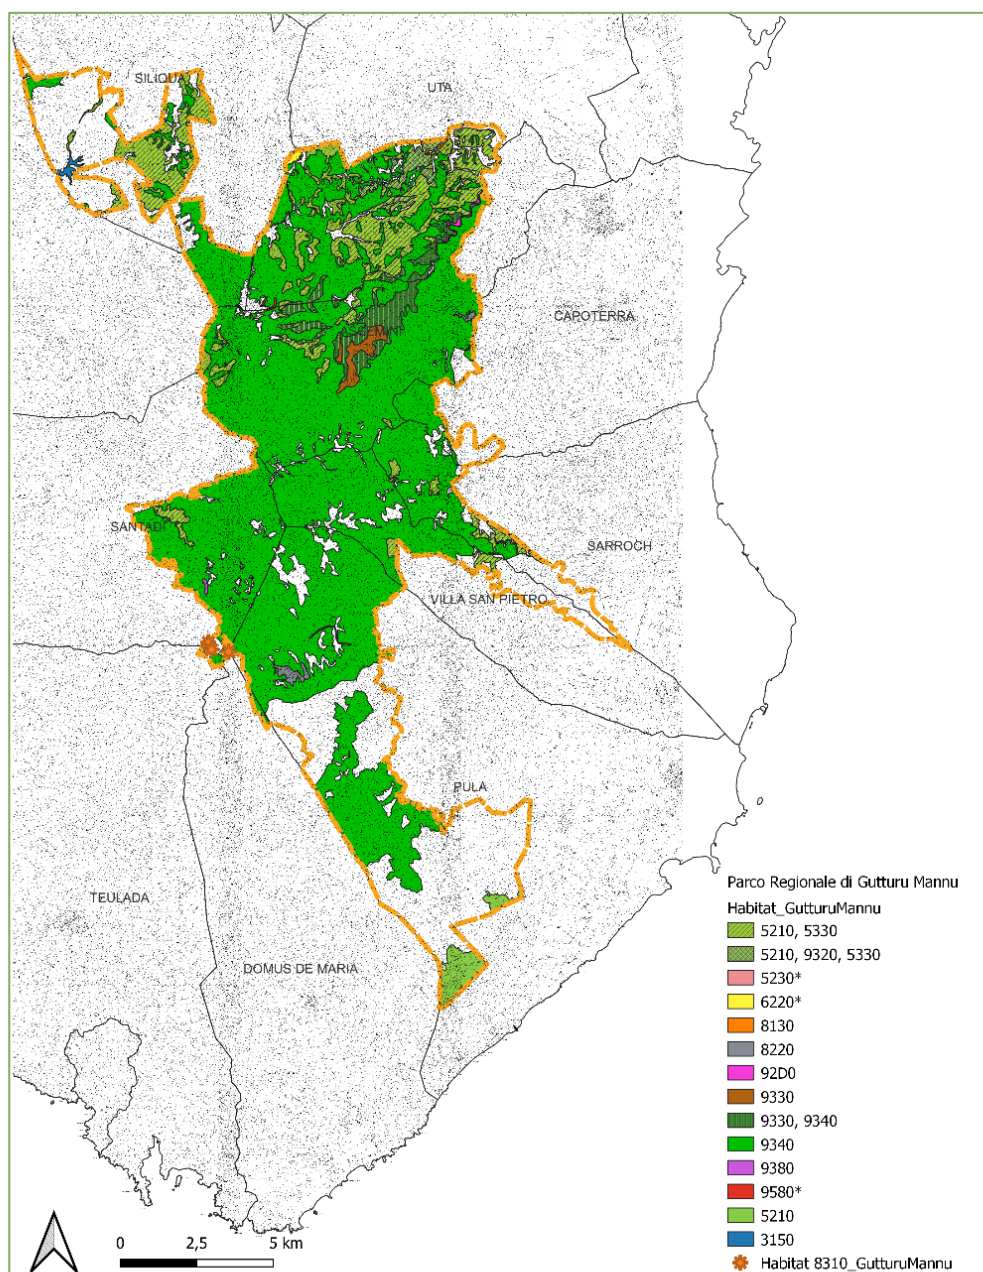 SILIQUA
UTA
CAPOTERRA
SANTADI
SARROCH
VILLA SAN PIETRO
PULA
TEULADA
DOMUS DE MARIA
Parco Regionale di Gutturu Mannu
Habitat_GutturuMannu
5210, 5330
5210, 9320, 5330
5230*
6220*
8130
8220
92D0
9330
9330, 9340
9340
9380
9580*
5210
3150
Habitat 8310_GutturuMannu
0 2,5 5 km